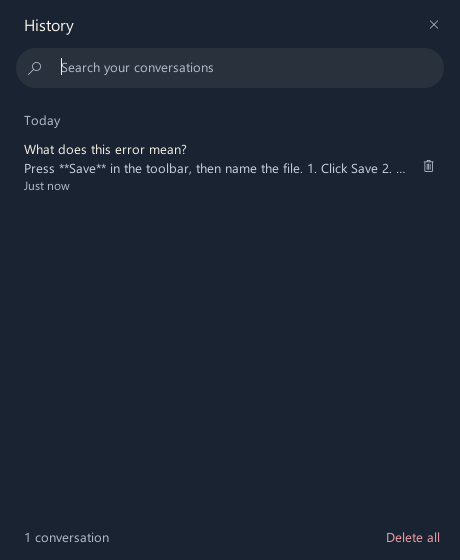 History
Search your conversations
Today
What does this error mean?
Press **Save** in the toolbar, then name the file. 1. Click Save 2. ...
Just now
1 conversation
Delete all